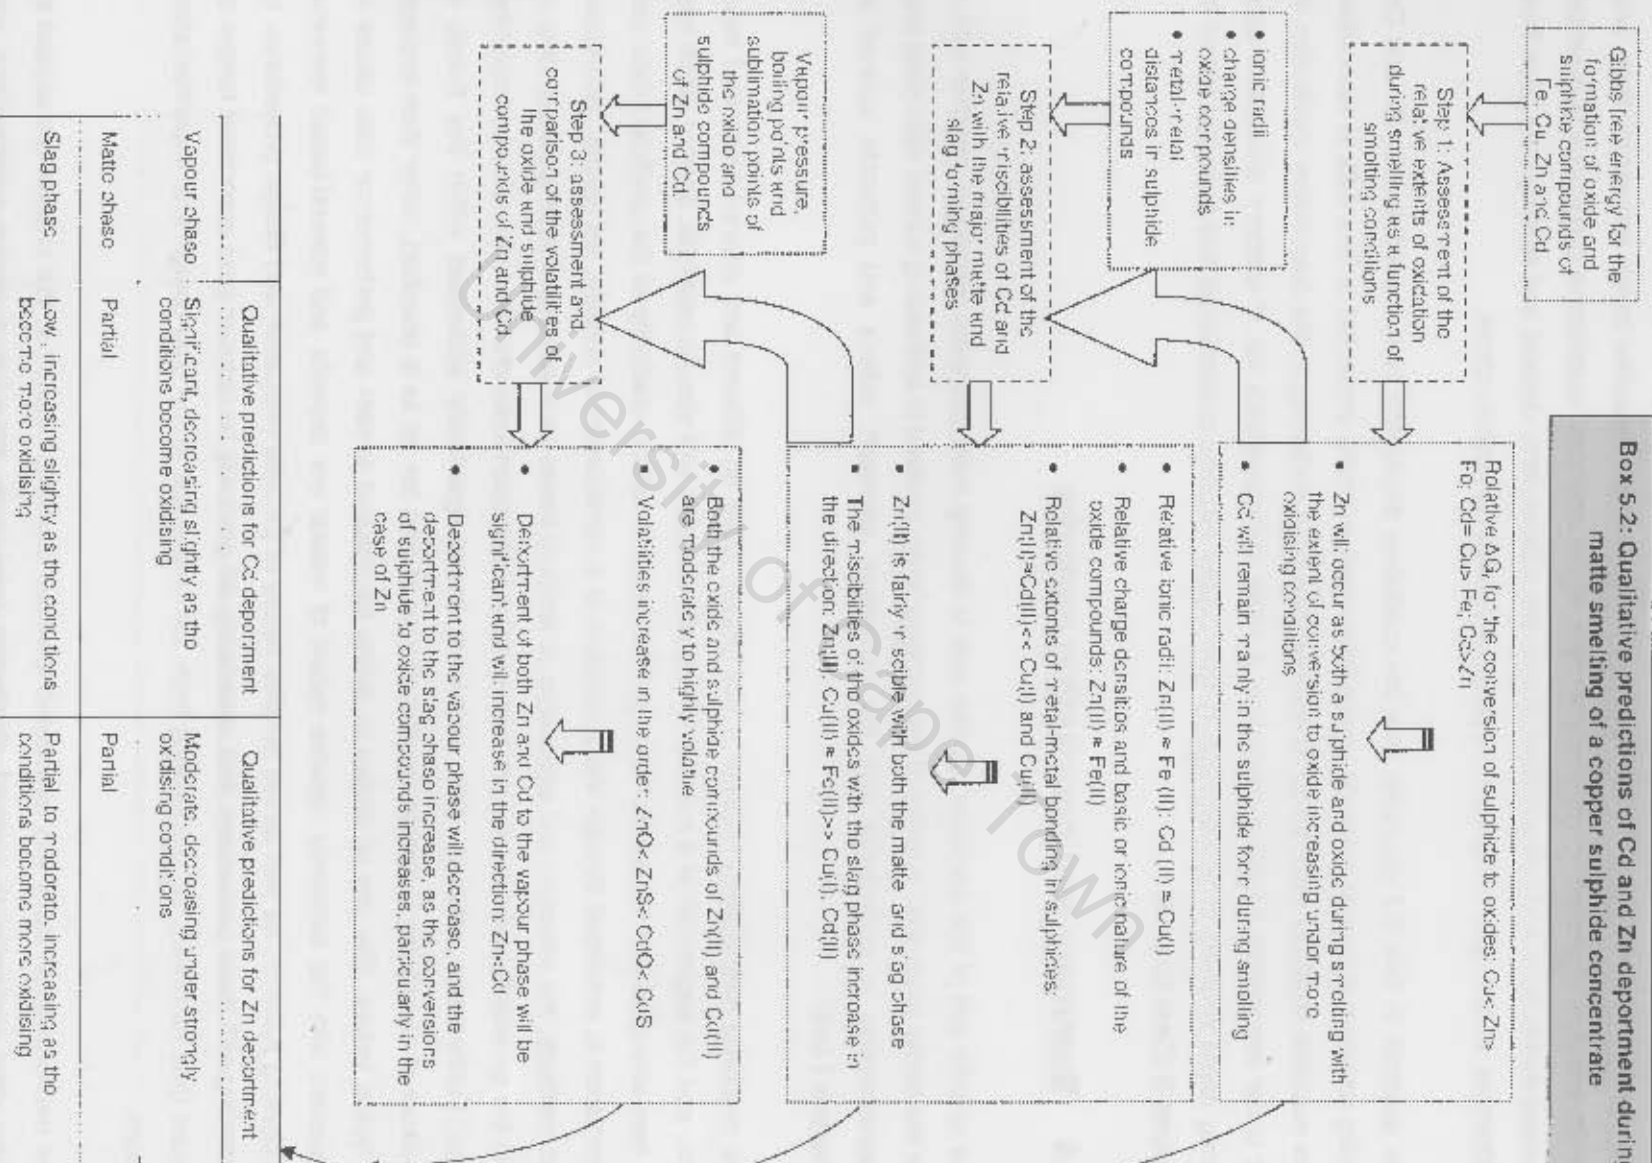 Box 5.2: Qualitative predictions of Cd and Zn deportment during
matte smelting of a copper sulphide concentrate
Gibbs free energy for the
formation of oxide and
sulphide compounds of
Fe, Cu, Zn and Cd
Step 1: Assessment of the
relative extents of oxidation
during smelting as a function of
smelting conditions
Relative ΔGf for the conversion of sulphide to oxides: Cu< Zn>
Fe; Cd= Cu> Fe; Cd>Zn
• Zn will occur as both a sulphide and oxide during smelting with
the extent of conversion to oxide increasing under more
oxidising conditions
• Cd will remain mainly in the sulphide form during smelting
• ionic radii
• charge densities in
oxide compounds
• metal-metal
distances in sulphide
compounds
Step 2: assessment of the
relative miscibilities of Cd and
Zn with the major matte and
slag forming phases
• Relative ionic radii: Zn(II) ≈ Fe (II); Cd (II) ≈ Cu(I)
• Relative charge densities and basic or ionic nature of the
oxide compounds: Zn(II) ≈ Fe(II)
• Relative extents of metal-metal bonding in sulphides:
Zn(II)≈Cd(II)<< Cu(I) and Cu(II)
• Zn(II) is fairly miscible with both the matte and slag phase
• The miscibilities of the oxides with the slag phase increase in
the direction: Zn(II), Cu(II) ≈ Fe(II)>> Cu(I), Cd(II)
Vapour pressure,
boiling points and
sublimation points of
the oxide and
sulphide compounds
of Zn and Cd
Step 3: assessment and
comparison of the volatilities of
the oxide and sulphide
compounds of Zn and Cd
• Both the oxide and sulphide compounds of Zn(II) and Cd(II)
are moderately to highly volatile
• Volatilities increase in the order: ZnO< ZnS< CdO< CdS
• Deportment of both Zn and Cd to the vapour phase will be
significant and will increase in the direction: Zn<Cd
• Deportment to the vapour phase will decrease, and the
deportment to the slag phase increase, as the conversions
of sulphide to oxide compounds increases, particularly in the
case of Zn
Qualitative predictions for Cd deportment
Qualitative predictions for Zn deportment
Vapour phase
Significant, decreasing slightly as the
conditions become oxidising
Moderate, decreasing under strongly
oxidising conditions
Matte phase
Partial
Partial
Slag phase
Low, increasing slighty as the conditions
become more oxidising
Partial to moderate, increasing as the
conditions become more oxidising
University of Cape Town